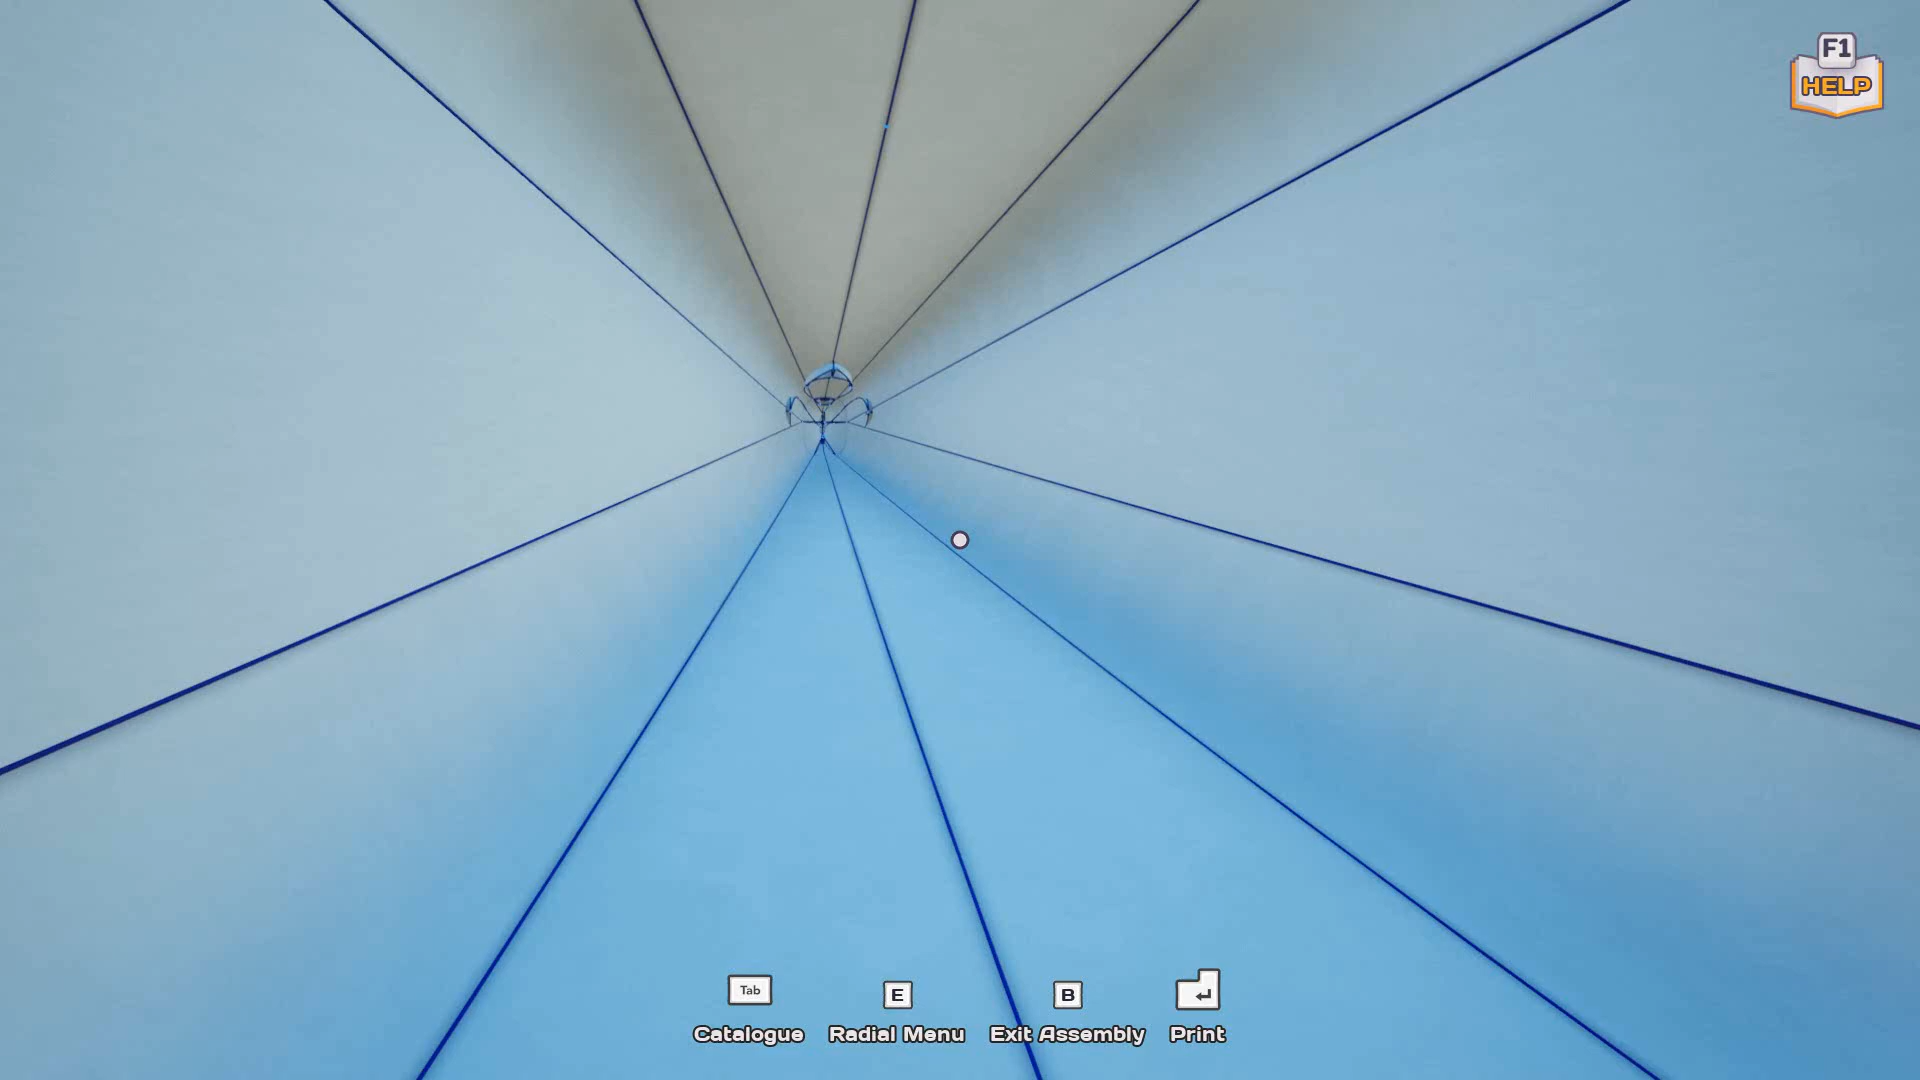 F1
HELP
Tab
E
B
Catalogue
Radial Menu
Exit Assembly
Print